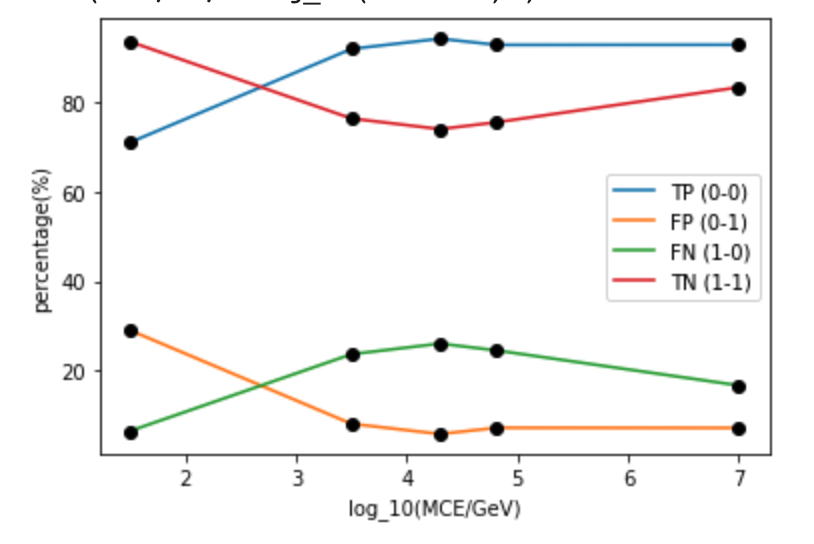 80
60
40
20
percentage(%)
TP (0-0)
FP (0-1)
FN (1-0)
TN (1-1)
2 3 4 5 6 7
log_10(MCE/GeV)